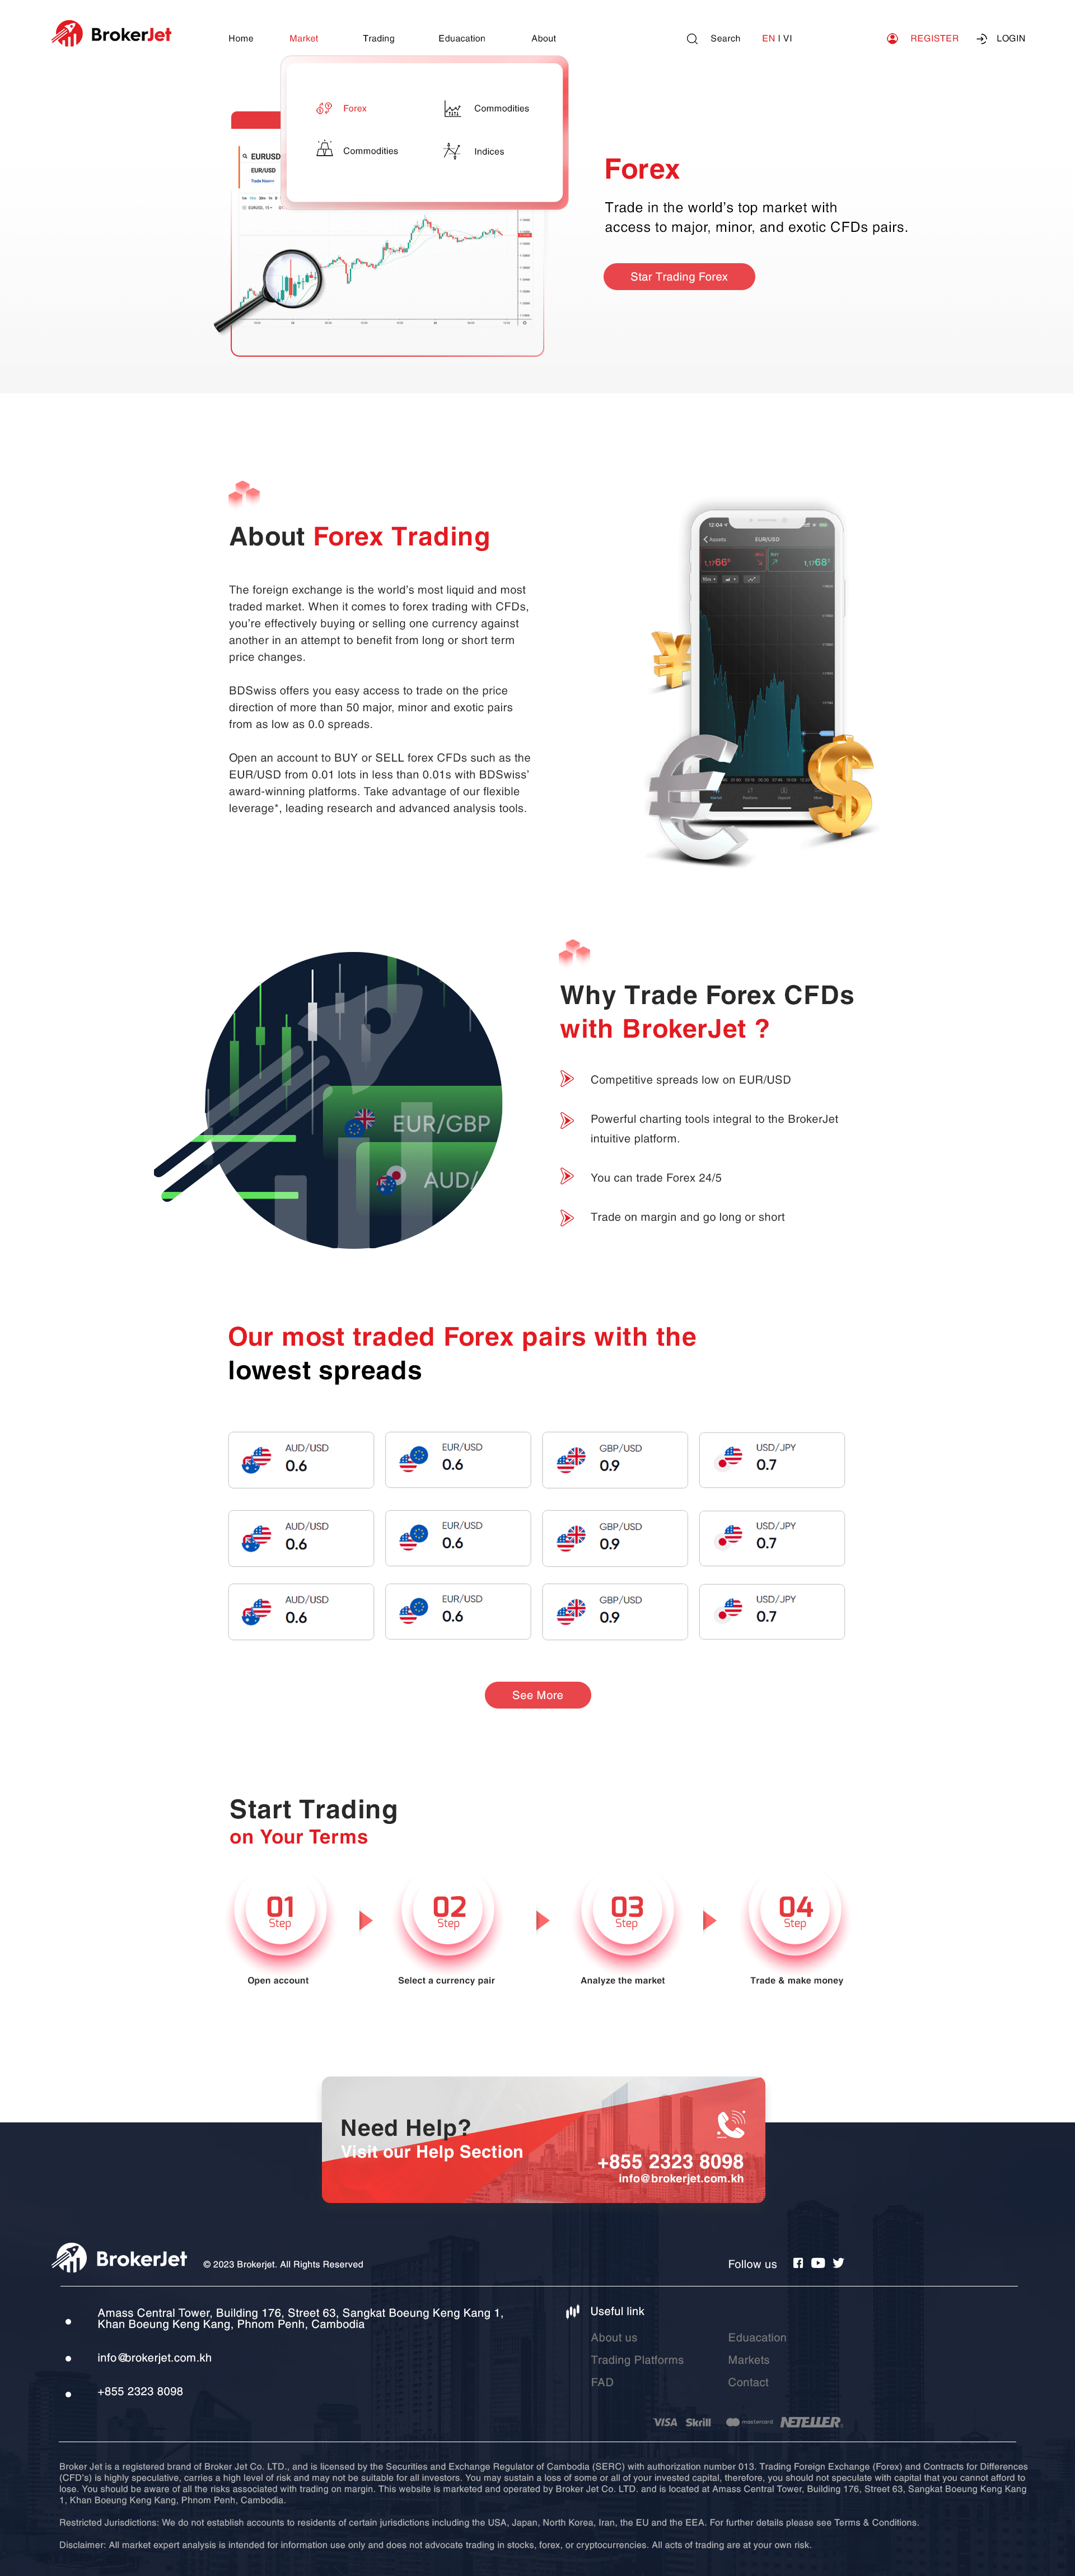 BrokerJet
Home
Market
Trading
Eduacation
About
Search
EN | VI
REGISTER
LOGIN
Forex
Commodities
Commodities
Indices
EURUSD
EUR/USD
Trade Now
EURUSD, 15
Forex
Trade in the world's top market with
access to major, minor, and exotic CFDs pairs.
Star Trading Forex
About Forex Trading
The foreign exchange is the world's most liquid and most
traded market. When it comes to forex trading with CFDs,
you're effectively buying or selling one currency against
another in an attempt to benefit from long or short term
price changes.
BDSwiss offers you easy access to trade on the price
direction of more than 50 major, minor and exotic pairs
from as low as 0.0 spreads.
Open an account to BUY or SELL forex CFDs such as the
EUR/USD from 0.01 lots in less than 0.01s with BDSwiss'
award-winning platforms. Take advantage of our flexible
leverage*, leading research and advanced analysis tools.
12:04
Assets
EUR/USD
SELL
BUY
1,1766
1,1768
Why Trade Forex CFDs
with BrokerJet ?
Competitive spreads low on EUR/USD
Powerful charting tools integral to the BrokerJet
intuitive platform.
You can trade Forex 24/5
Trade on margin and go long or short
EUR/GBP
AUD/
Our most traded Forex pairs with the
lowest spreads
AUD/USD
0.6
EUR/USD
0.6
GBP/USD
0.9
USD/JPY
0.7
AUD/USD
0.6
EUR/USD
0.6
GBP/USD
0.9
USD/JPY
0.7
AUD/USD
0.6
EUR/USD
0.6
GBP/USD
0.9
USD/JPY
0.7
See More
Start Trading
on Your Terms
01
Step
02
Step
03
Step
04
Step
Open account
Select a currency pair
Analyze the market
Trade & make money
Need Help?
Visit our Help Section
+855 2323 8098
info@brokerjet.com.kh
BrokerJet
© 2023 Brokerjet. All Rights Reserved
Follow us
Amass Central Tower, Building 176, Street 63, Sangkat Boeung Keng Kang 1,
Khan Boeung Keng Kang, Phnom Penh, Cambodia
info@brokerjet.com.kh
+855 2323 8098
Useful link
About us
Eduacation
Trading Platforms
Markets
FAD
Contact
VISA
Skrill
mastercard
NETELLER
Broker Jet is a registered brand of Broker Jet Co. LTD., and is licensed by the Securities and Exchange Regulator of Cambodia (SERC) with authorization number 013. Trading Foreign Exchange (Forex) and Contracts for Differences
(CFD's) is highly speculative, carries a high level of risk and may not be suitable for all investors. You may sustain a loss of some or all of your invested capital, therefore, you should not speculate with capital that you cannot afford to
lose. You should be aware of all the risks associated with trading on margin. This website is marketed and operated by Broker Jet Co. LTD. and is located at Amass Central Tower, Building 176, Street 63, Sangkat Boeung Keng Kang
1, Khan Boeung Keng Kang, Phnom Penh, Cambodia.
Restricted Jurisdictions: We do not establish accounts to residents of certain jurisdictions including the USA, Japan, North Korea, Iran, the EU and the EEA. For further details please see Terms & Conditions.
Disclaimer: All market expert analysis is intended for information use only and does not advocate trading in stocks, forex, or cryptocurrencies. All acts of trading are at your own risk.